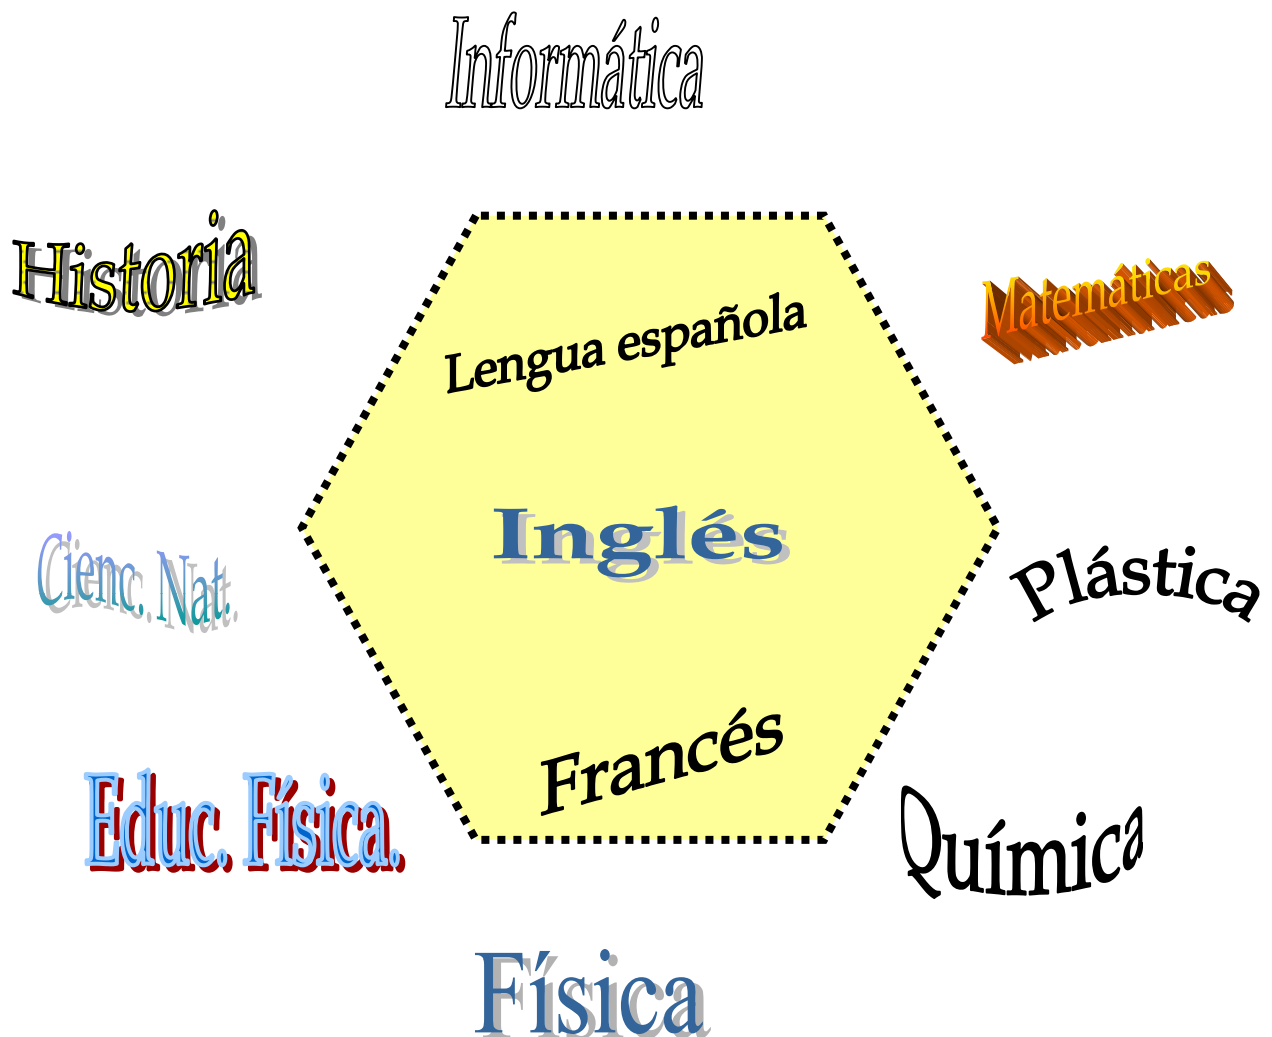 Informática
Historia
Matemáticas
Lengua española
Inglés
Cienc. Nat.
Plástica
Francés
Educ. Física.
Química
Física